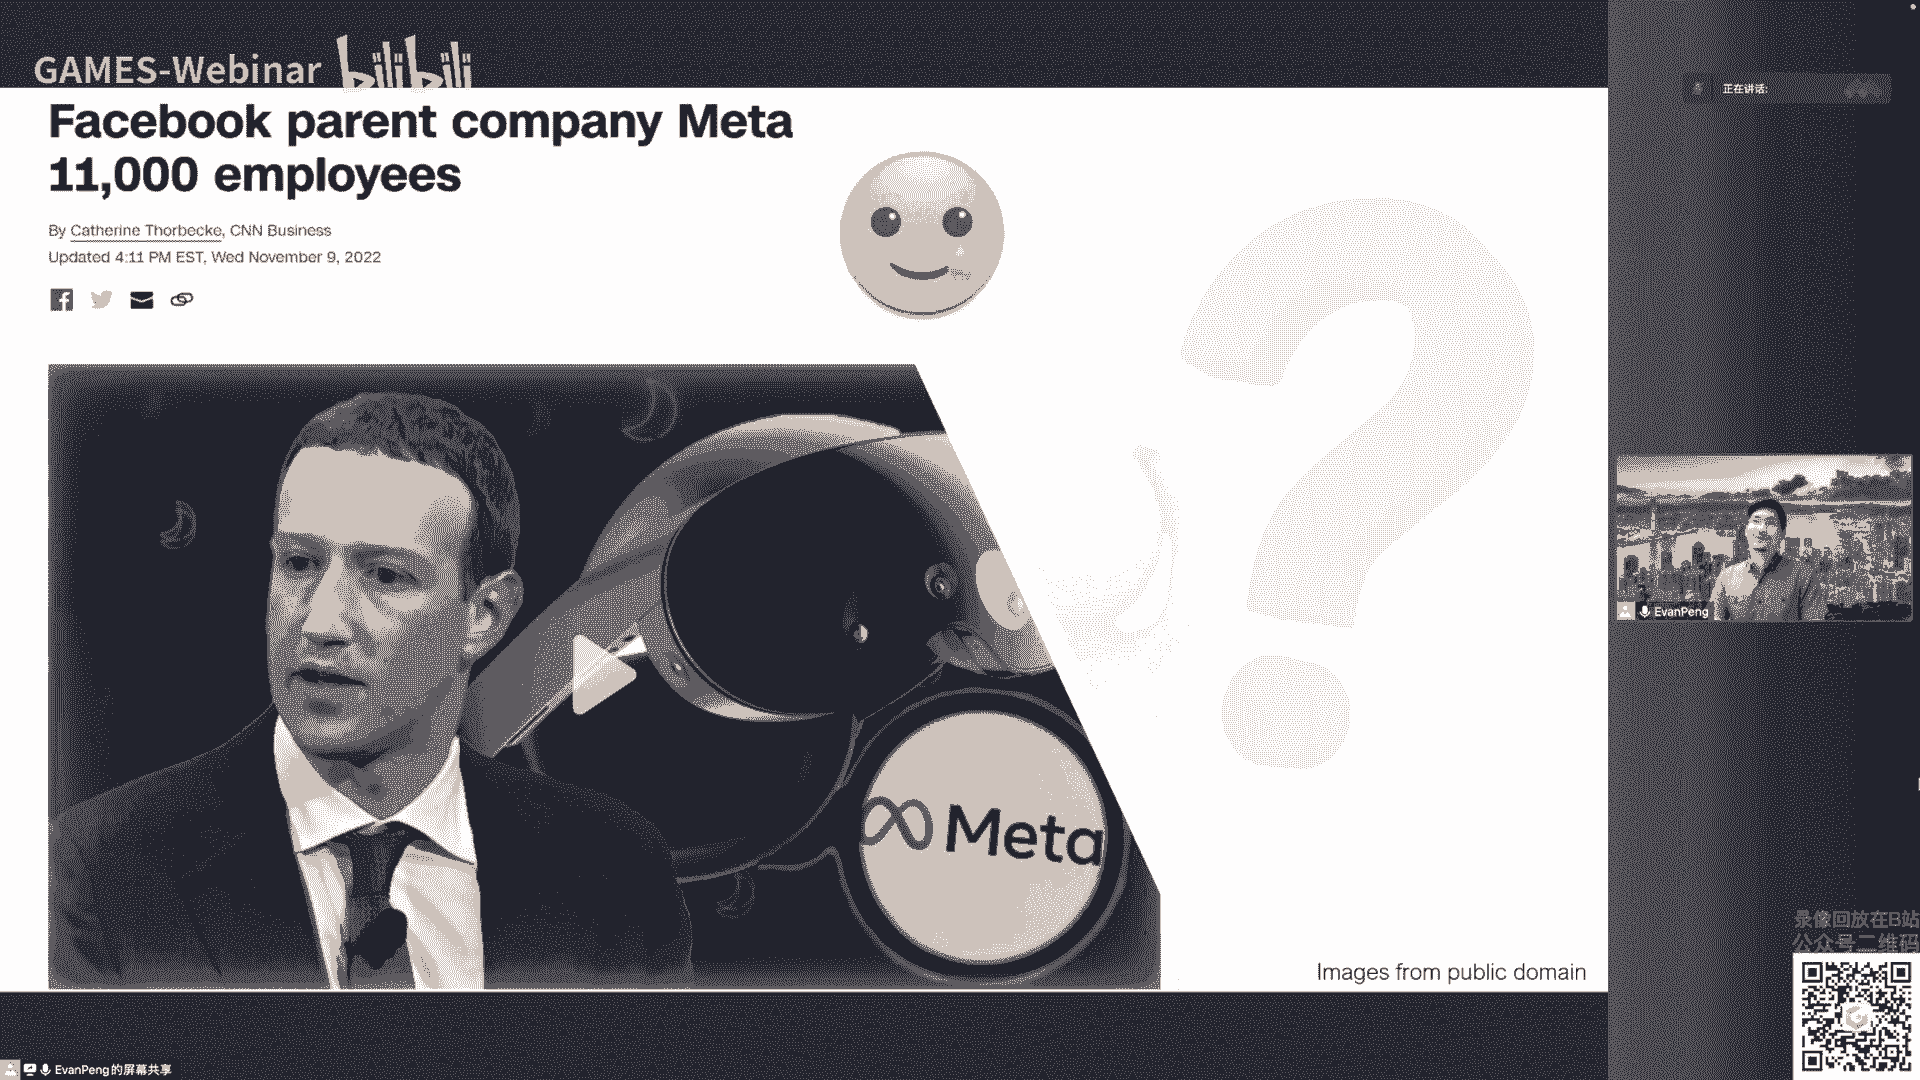 GAMES-Webinar bilibili
Facebook parent company Meta
11,000 employees
By Catherine Thorbecke, CNN Business
Updated 4:11 PM EST, Wed November 9, 2022
Meta
Images from public domain
正在讲话:
EvanPeng
录像回放在B站
公众号二维码
EvanPeng的屏幕共享